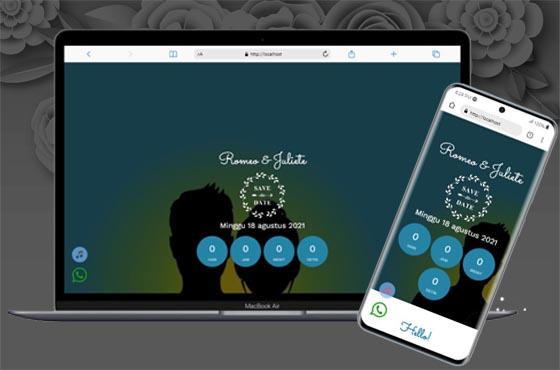 AA
http://localhost
Romeo & Juliete
SAVE
the
DATE
Minggu 18 agustus 2021
0 0 0 0
HARI JAM MENIT DETIK
MacBook Air
http://localhost
Romeo & Juliete
SAVE
the
DATE
Minggu 18 agustus 2021
0 0 0
HARI JAM MENIT
0
DETIK
Hello!